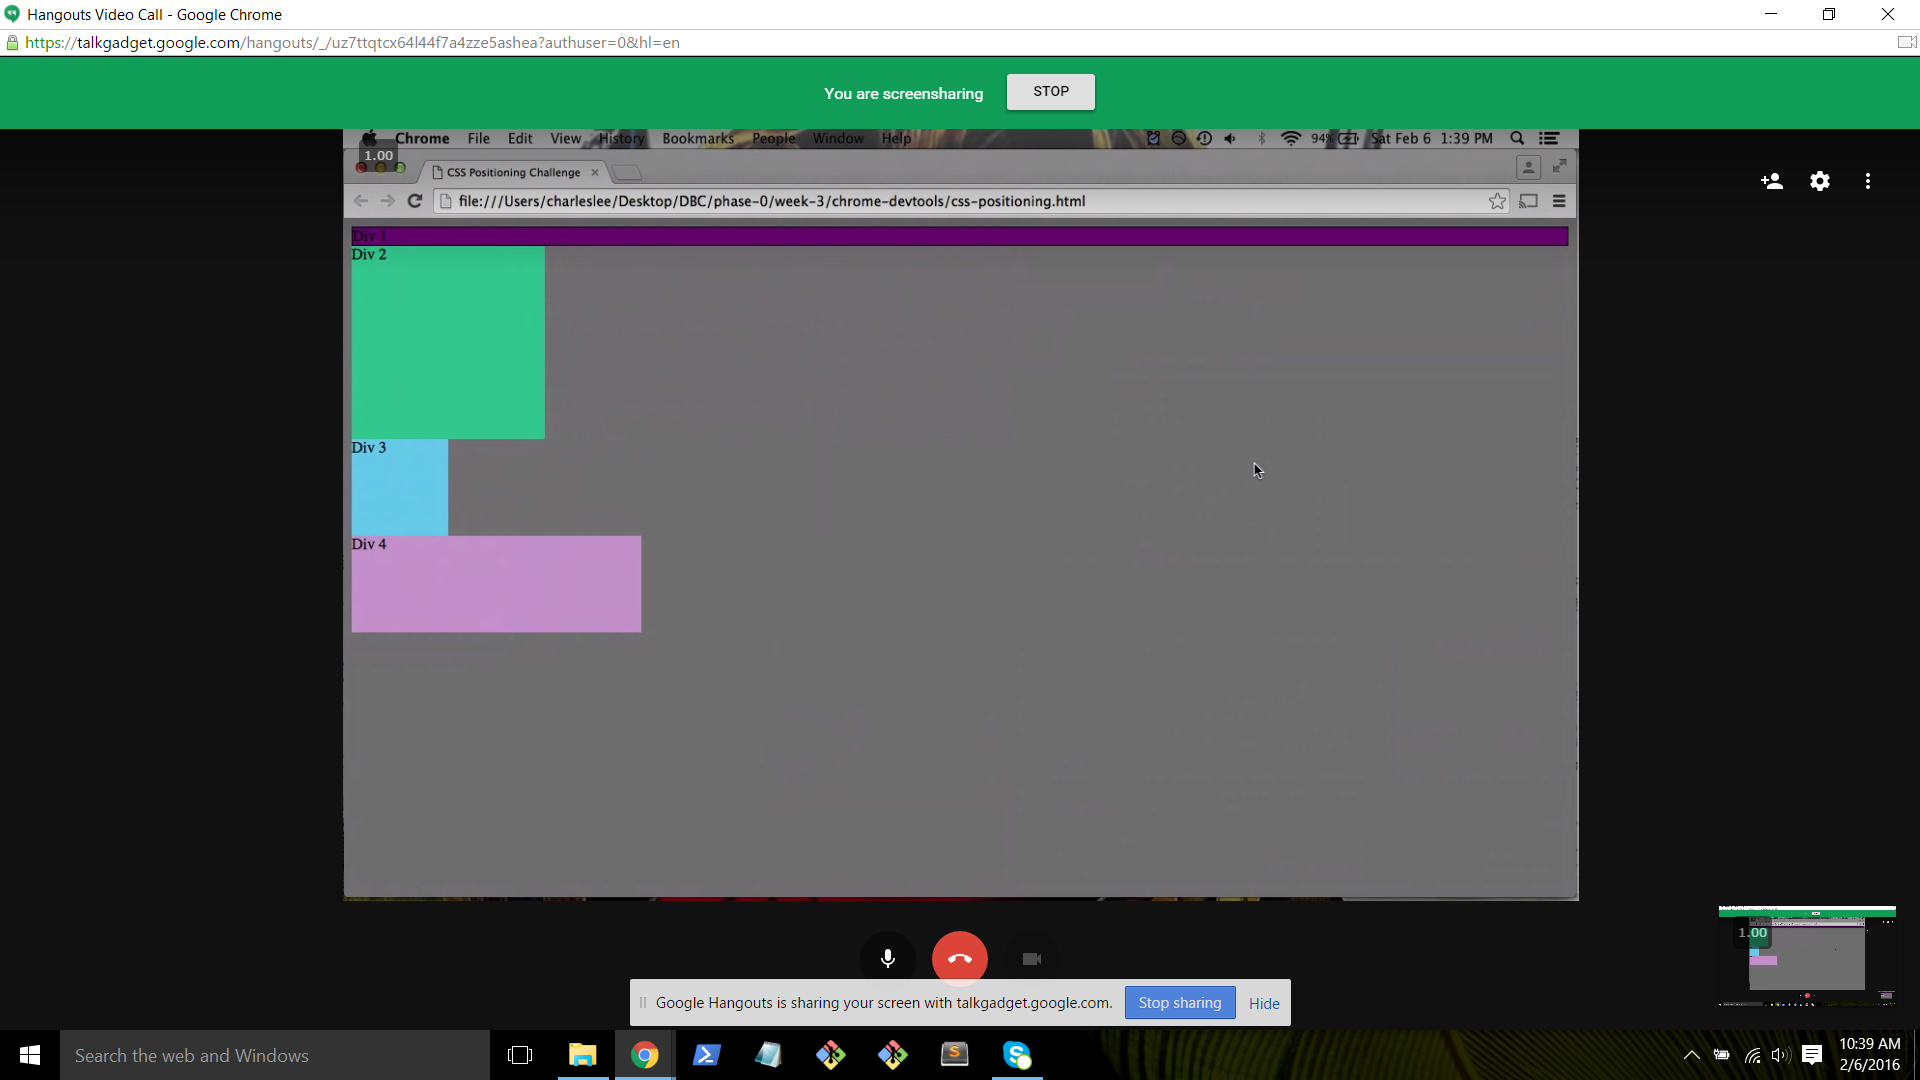 Hangouts Video Call - Google Chrome
https://talkgadget.google.com/hangouts/_/uz7ttqtcx64l44f7a4zze5ashea?authuser=0&hl=en
You are screensharing STOP
Chrome File Edit View History Bookmarks People Window Help 94% Sat Feb 6 1:39 PM
1.00
CSS Positioning Challenge
file:///Users/charleslee/Desktop/DBC/phase-0/week-3/chrome-devtools/css-positioning.html
Div 1
Div 2
Div 3
Div 4
1.00
Google Hangouts is sharing your screen with talkgadget.google.com. Stop sharing Hide
Search the web and Windows
10:39 AM
2/6/2016